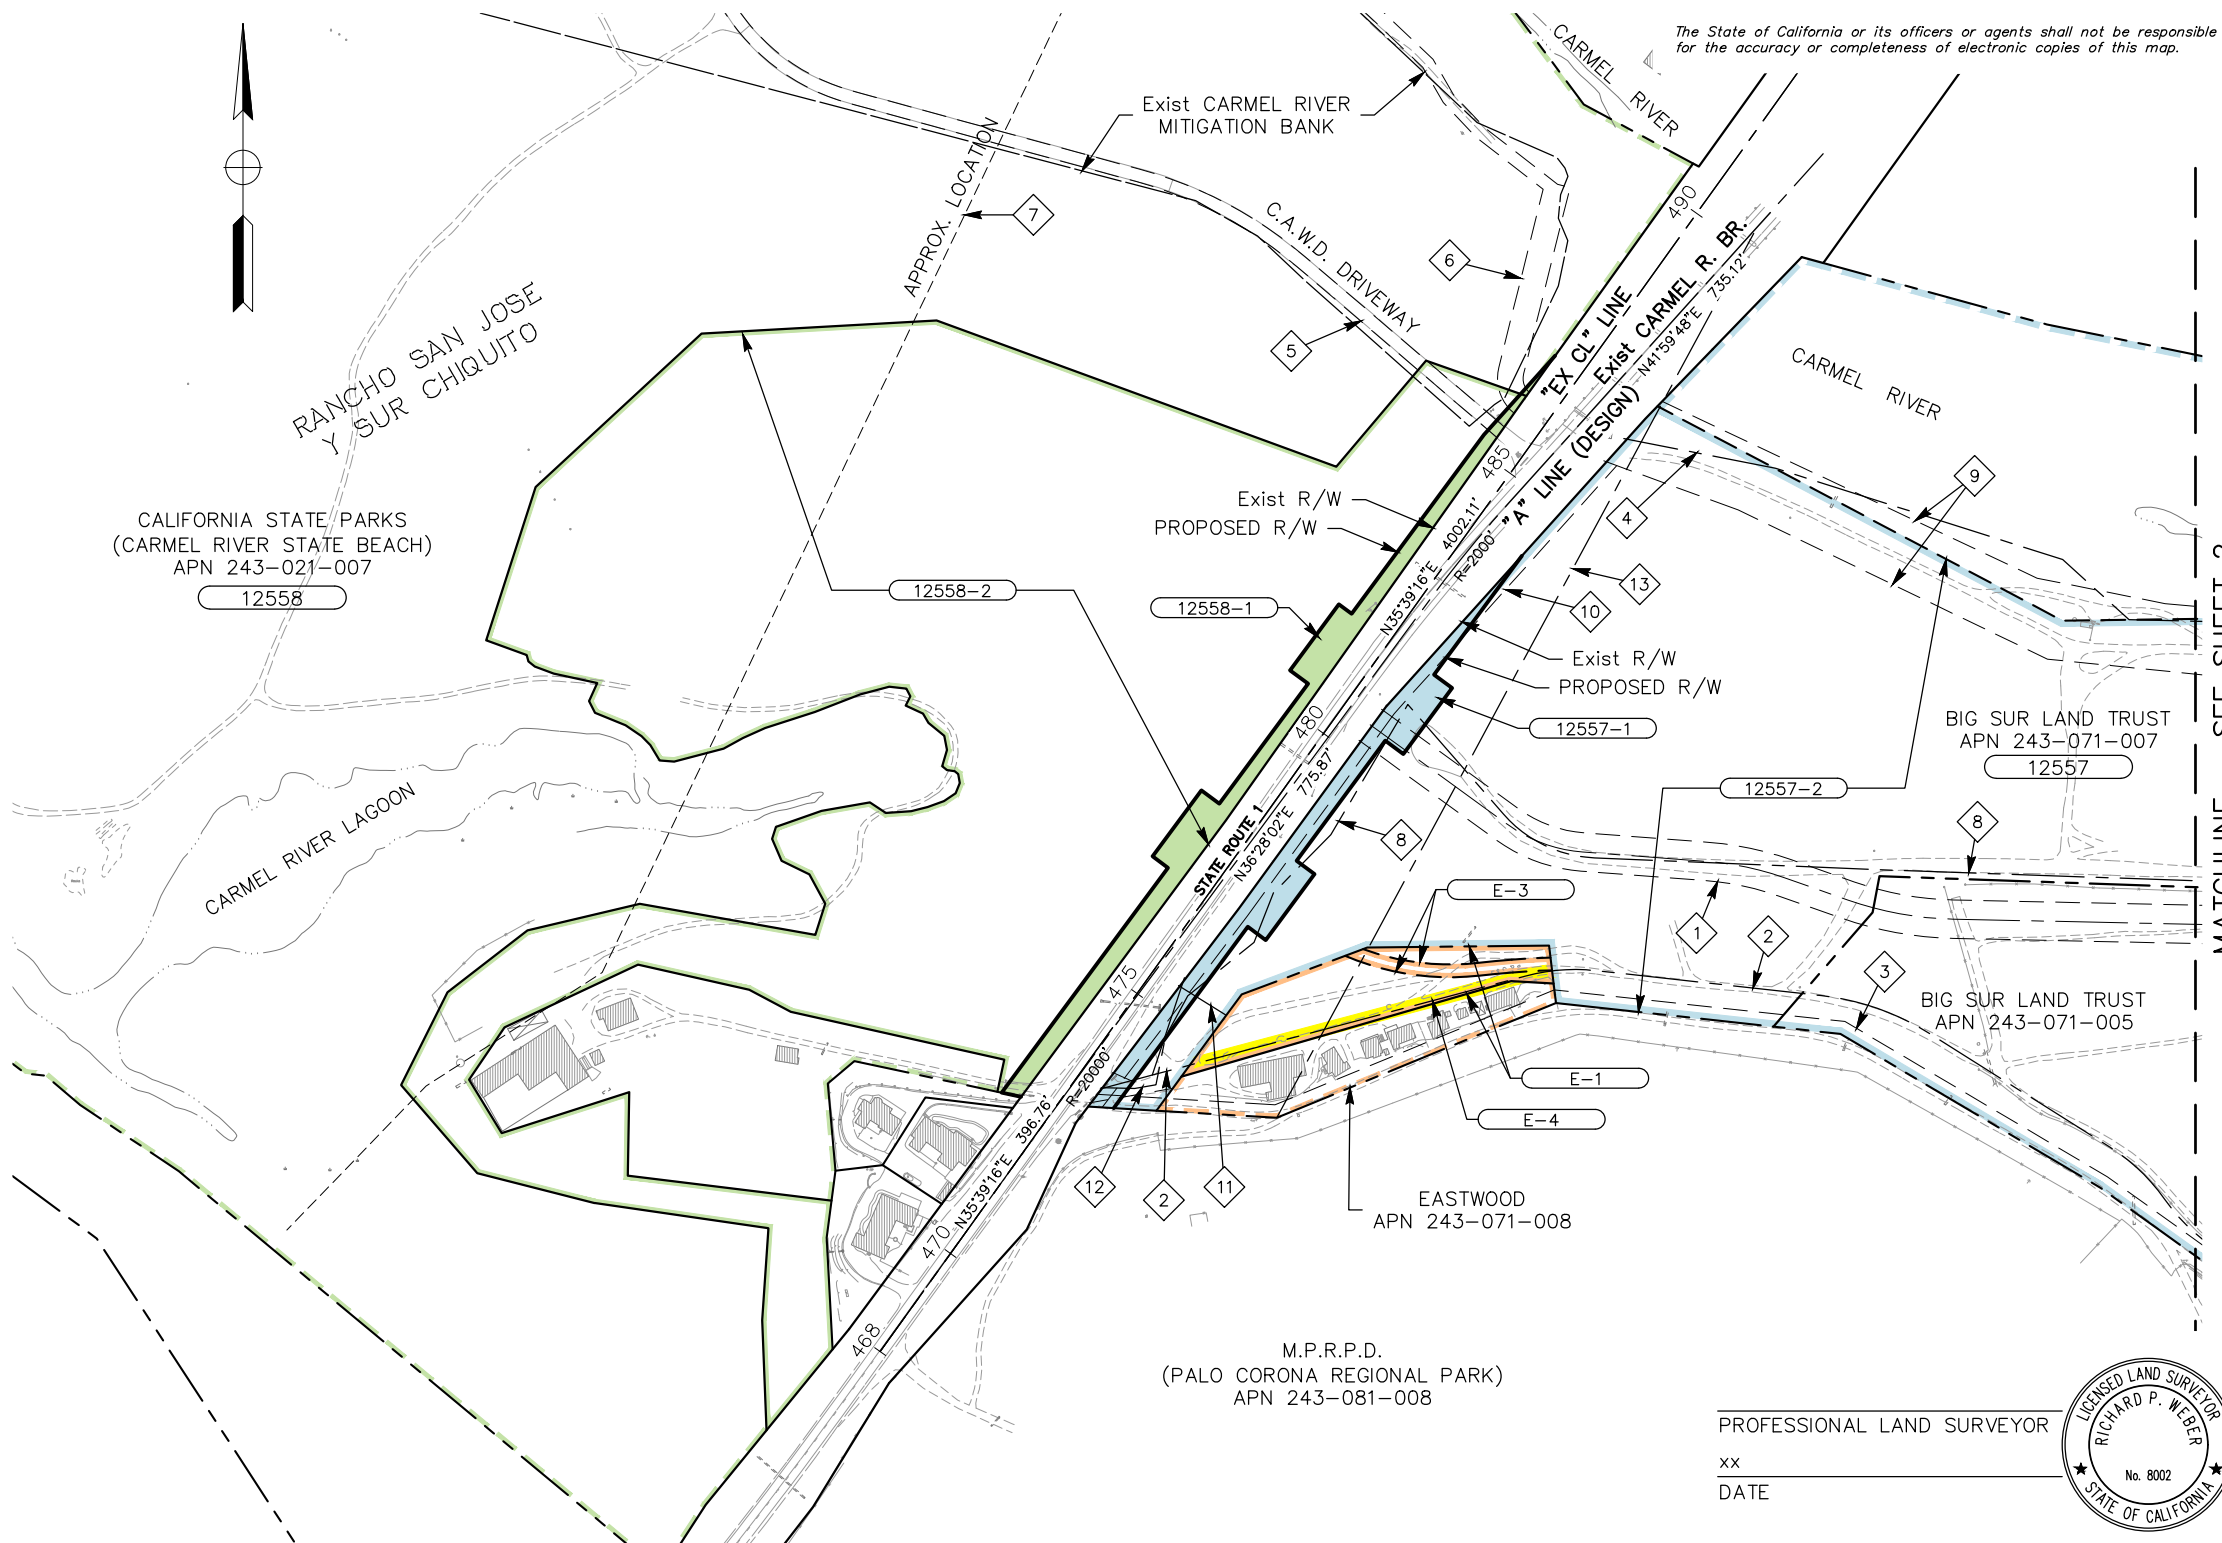 The State of California or its officers or agents shall not be responsible
for the accuracy or completeness of electronic copies of this map.
CARMEL
RIVER
Exist CARMEL RIVER
MITIGATION BANK
APPROX. LOCATION
7
C.A.W.D. DRIVEWAY
6
5
490
"EX CL" LINE
Exist CARMEL R. BR.
N41°59'48"E 735.12'
"A" LINE (DESIGN)
CARMEL RIVER
RANCHO SAN JOSE
Y SUR CHIQUITO
CALIFORNIA STATE PARKS
(CARMEL RIVER STATE BEACH)
APN 243-021-007
12558
485
Exist R/W
PROPOSED R/W
N35°39'16"E 4002.11'
R=2000'
4
9
13
10
12558-2
12558-1
Exist R/W
PROPOSED R/W
12557-1
480
BIG SUR LAND TRUST
APN 243-071-007
12557
12557-2
SEE SHEET 2
MATCHLINE
CARMEL RIVER LAGOON
STATE ROUTE 1
N36°28'02"E 775.87'
8
8
E-3
1
2
3
475
BIG SUR LAND TRUST
APN 243-071-005
E-1
E-4
R=20000'
N35°39'16"E 396.76'
12
2
11
EASTWOOD
APN 243-071-008
470
468
M.P.R.P.D.
(PALO CORONA REGIONAL PARK)
APN 243-081-008
PROFESSIONAL LAND SURVEYOR
xx
DATE
LICENSED LAND SURVEYOR
RICHARD P. WEBER
No. 8002
STATE OF CALIFORNIA